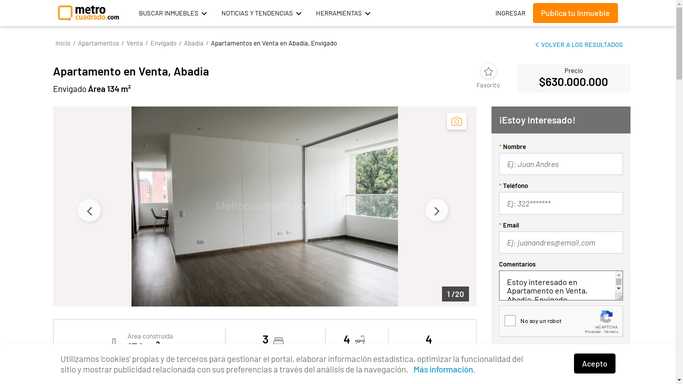 metro
cuadrado.com
BUSCAR INMUEBLES
NOTICIAS Y TENDENCIAS
HERRAMIENTAS
INGRESAR
Publica tu Inmueble
Inicio / Apartamentos / Venta / Envigado / Abadia / Apartamentos en Venta en Abadia, Envigado
< VOLVER A LOS RESULTADOS
Apartamento en Venta, Abadia
Envigado Área 134 m²
Favorito
Precio
$630.000.000
¡Estoy Interesado!
* Nombre
Ej: Juan Andres
* Teléfono
Ej: 322*******
* Email
Ej: juanandres@email.com
Comentarios
Estoy interesado en
Apartamento en Venta,
Abadia, Envigado
1 / 20
No soy un robot
reCAPTCHA
Privacidad - Términos
Área construida
3
4
4
Utilizamos 'cookies' propias y de terceros para gestionar el portal, elaborar información estadística, optimizar la funcionalidad del
sitio y mostrar publicidad relacionada con sus preferencias a través del análisis de la navegación. Más información.
Acepto